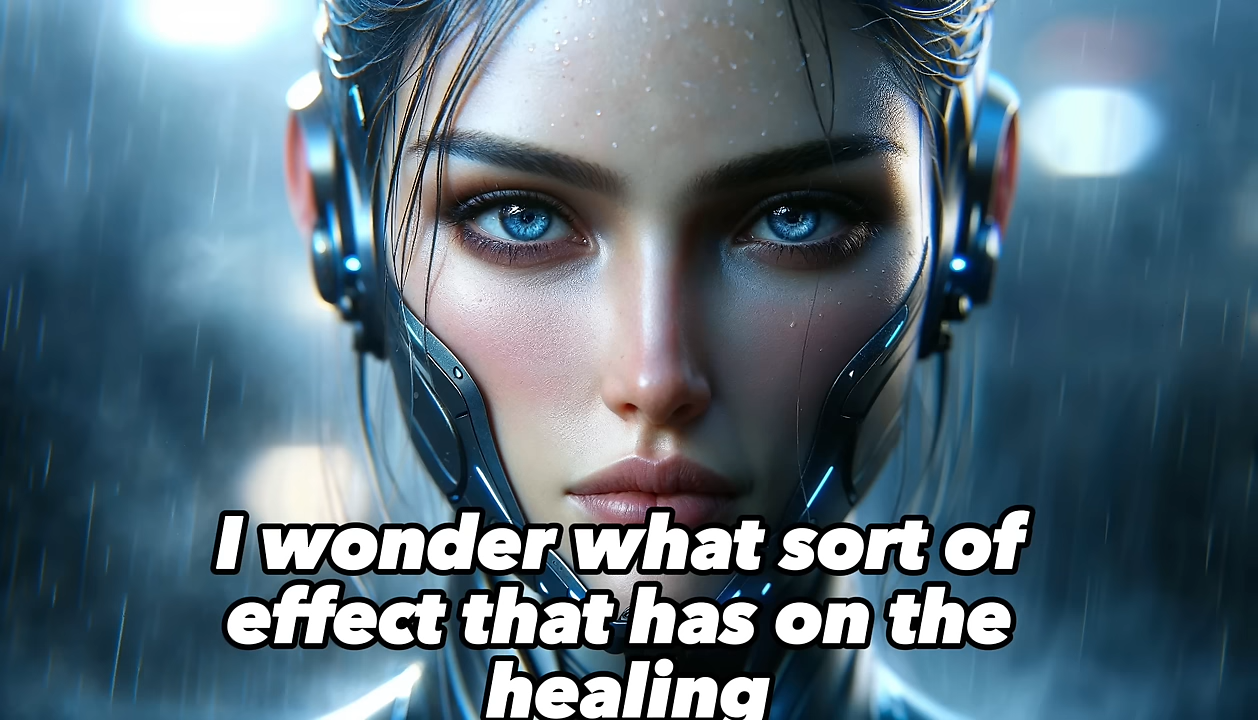 I wonder what sort of
effect that has on the
healing